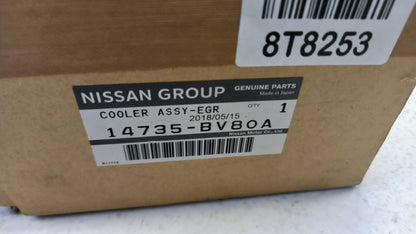 8T8253
NISSAN GROUP GENUINE PARTS
Made in Japan
COOLER ASSY-EGR QTY 1
2018/05/15
14735-BV80A
Nissan Motor Co.,Ltd